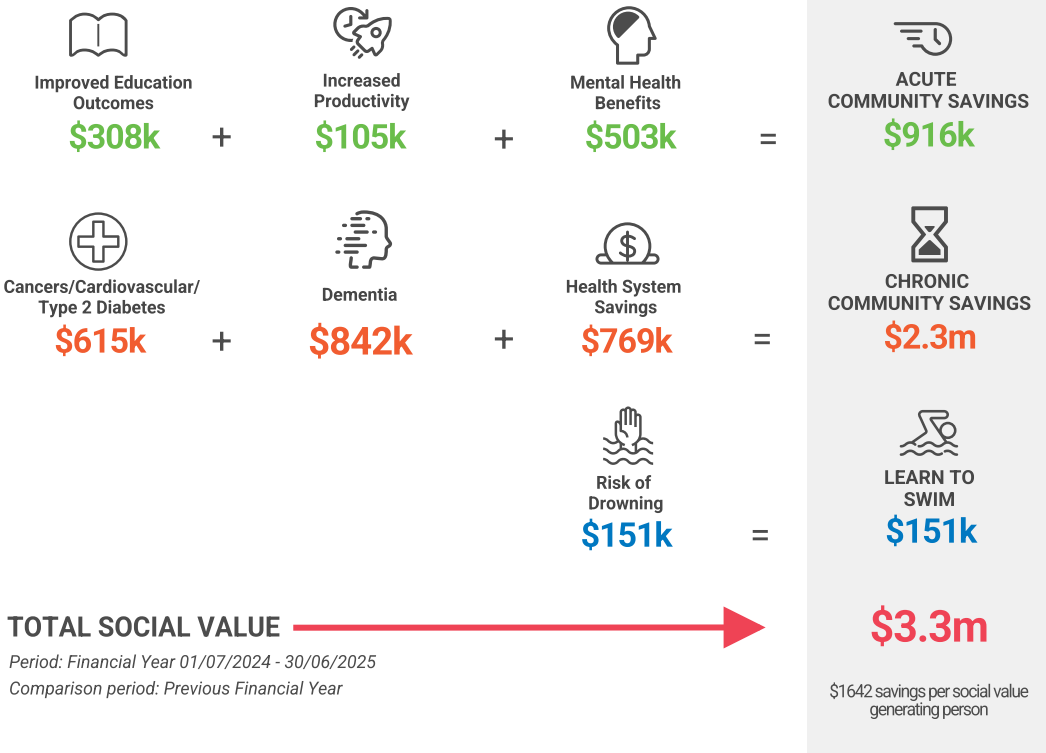 Improved Education
Outcomes
$308k
+
Increased
Productivity
$105k
+
Mental Health
Benefits
$503k
=
ACUTE
COMMUNITY SAVINGS
$916k
Cancers/Cardiovascular/
Type 2 Diabetes
$615k
+
Dementia
$842k
+
$
Health System
Savings
$769k
=
CHRONIC
COMMUNITY SAVINGS
$2.3m
Risk of
Drowning
$151k
=
LEARN TO
SWIM
$151k
TOTAL SOCIAL VALUE
$3.3m
Period: Financial Year 01/07/2024 - 30/06/2025
Comparison period: Previous Financial Year
$1642 savings per social value
generating person